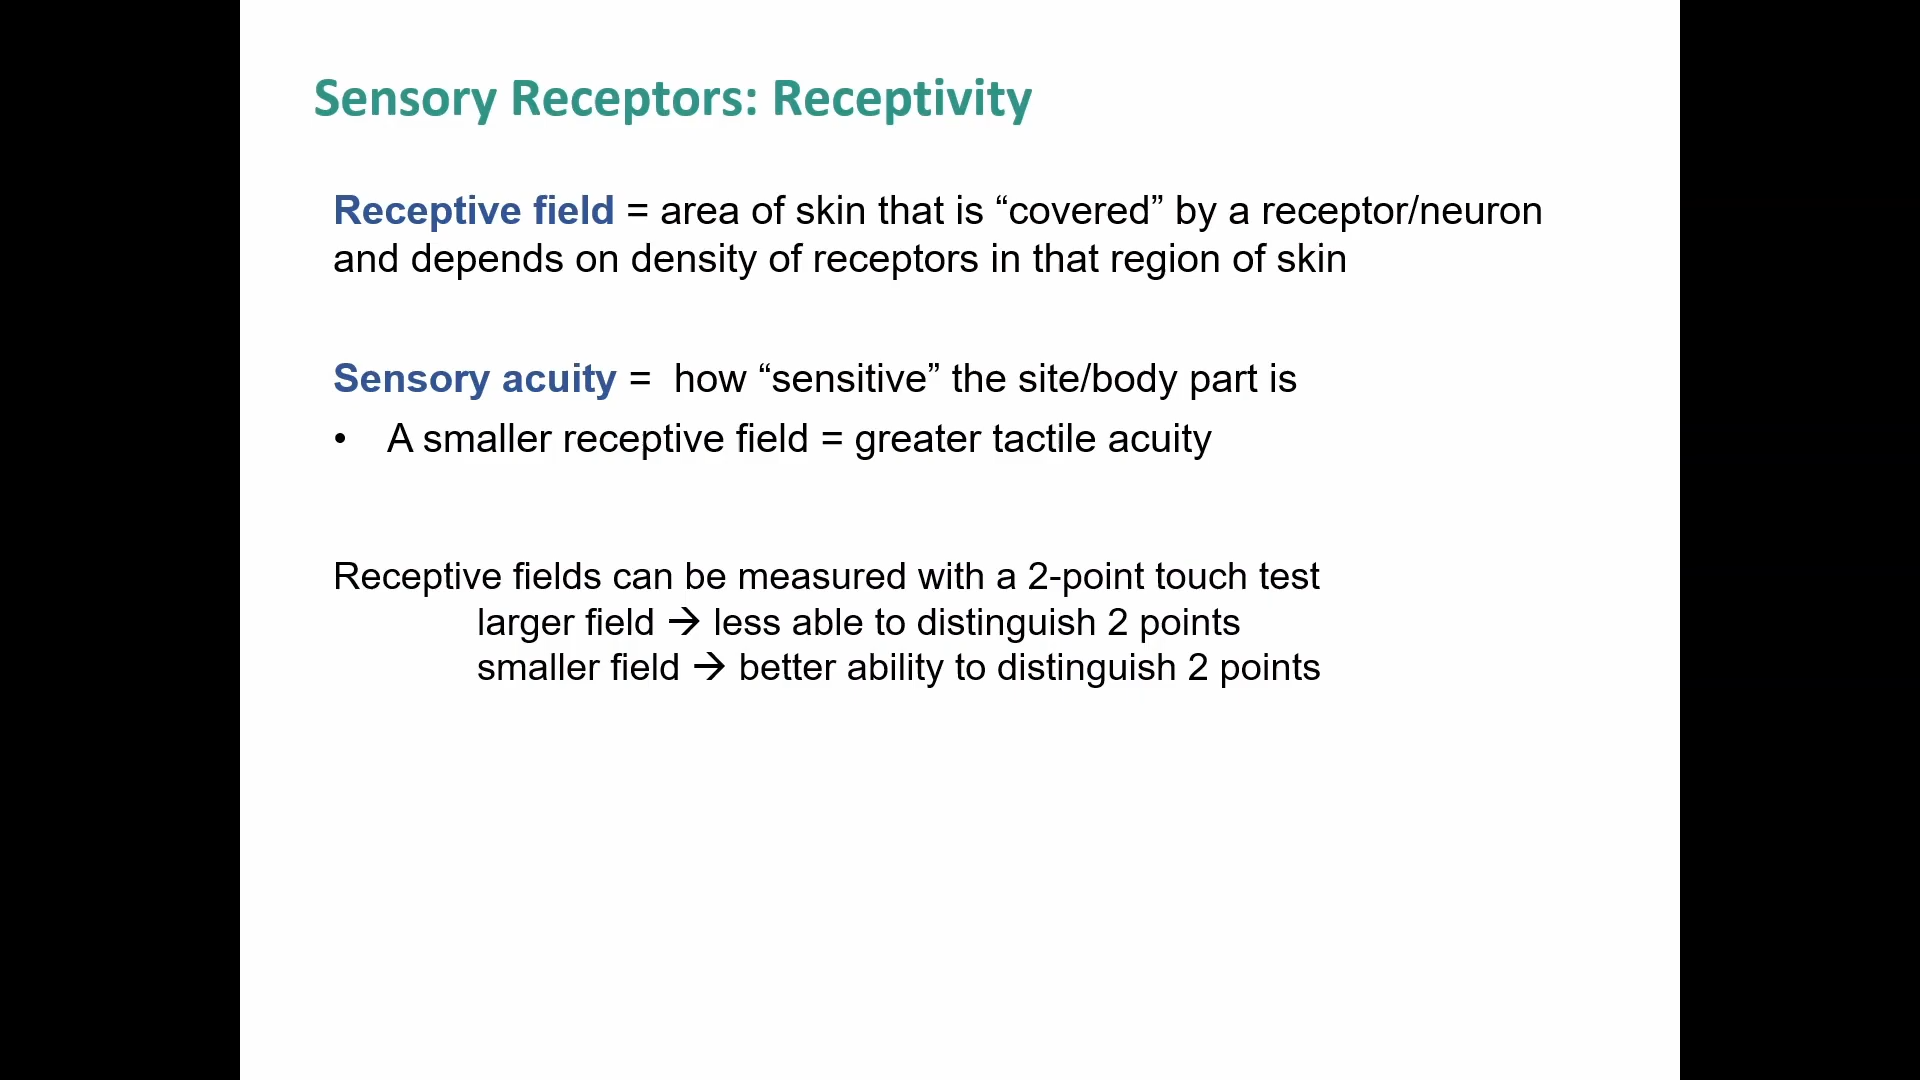 Sensory Receptors: Receptivity
Receptive field = area of skin that is “covered” by a receptor/neuron
and depends on density of receptors in that region of skin
Sensory acuity =  how “sensitive” the site/body part is
• A smaller receptive field = greater tactile acuity
Receptive fields can be measured with a 2-point touch test
larger field → less able to distinguish 2 points
smaller field → better ability to distinguish 2 points